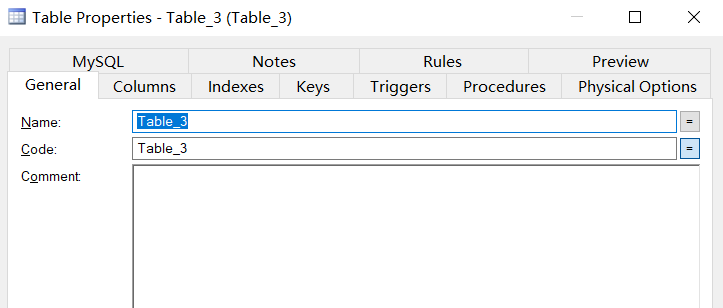 Table Properties - Table_3 (Table_3)
MySQL Notes Rules Preview
General Columns Indexes Keys Triggers Procedures Physical Options
Name: Table_3 =
Code: Table_3 =
Comment